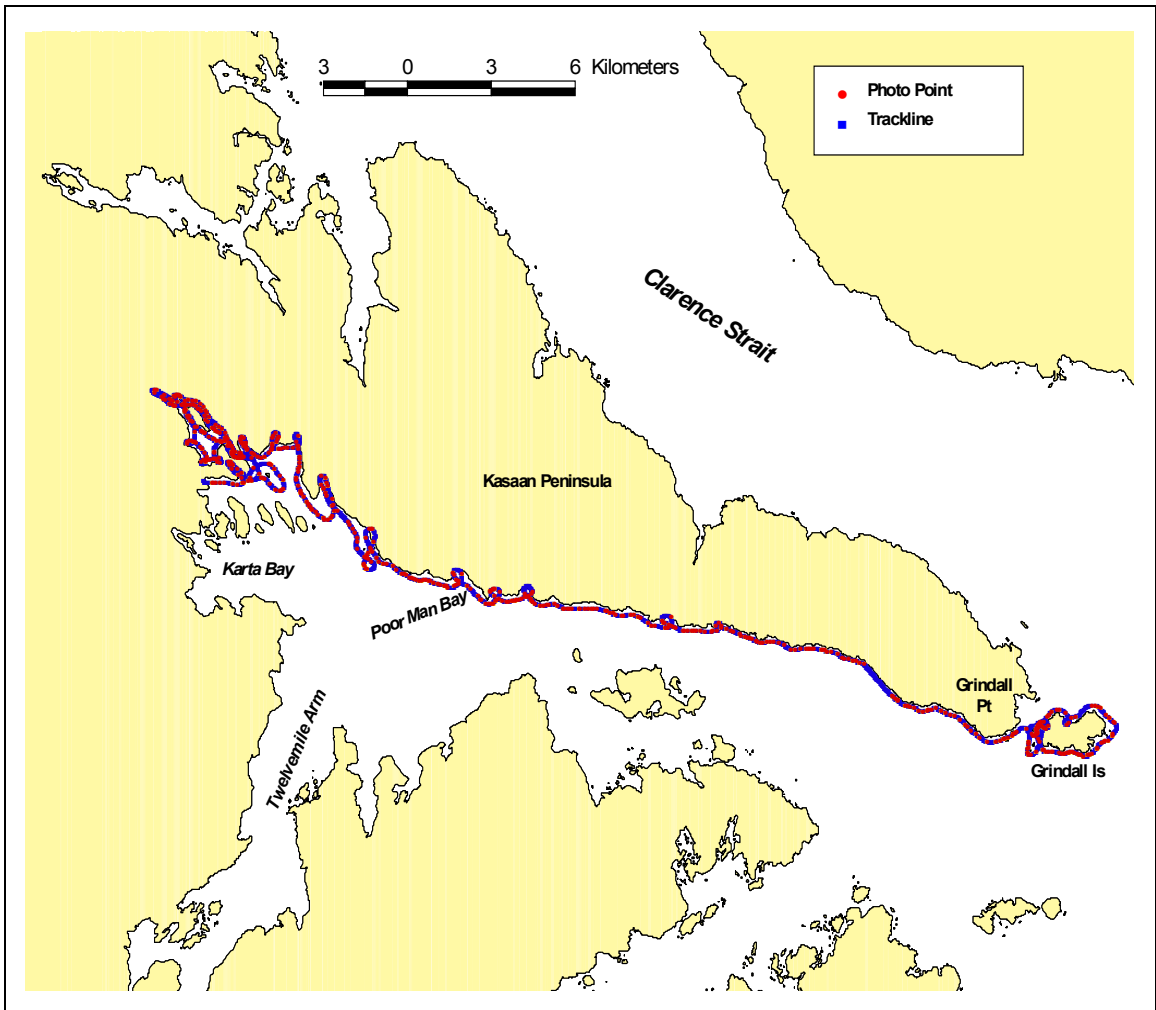 3 0 3 6 Kilometers
Photo Point
Trackline
Clarence Strait
Kasaan Peninsula
Karta Bay
Poor Man Bay
Twelvemile Arm
Grindall
Pt
Grindall Is